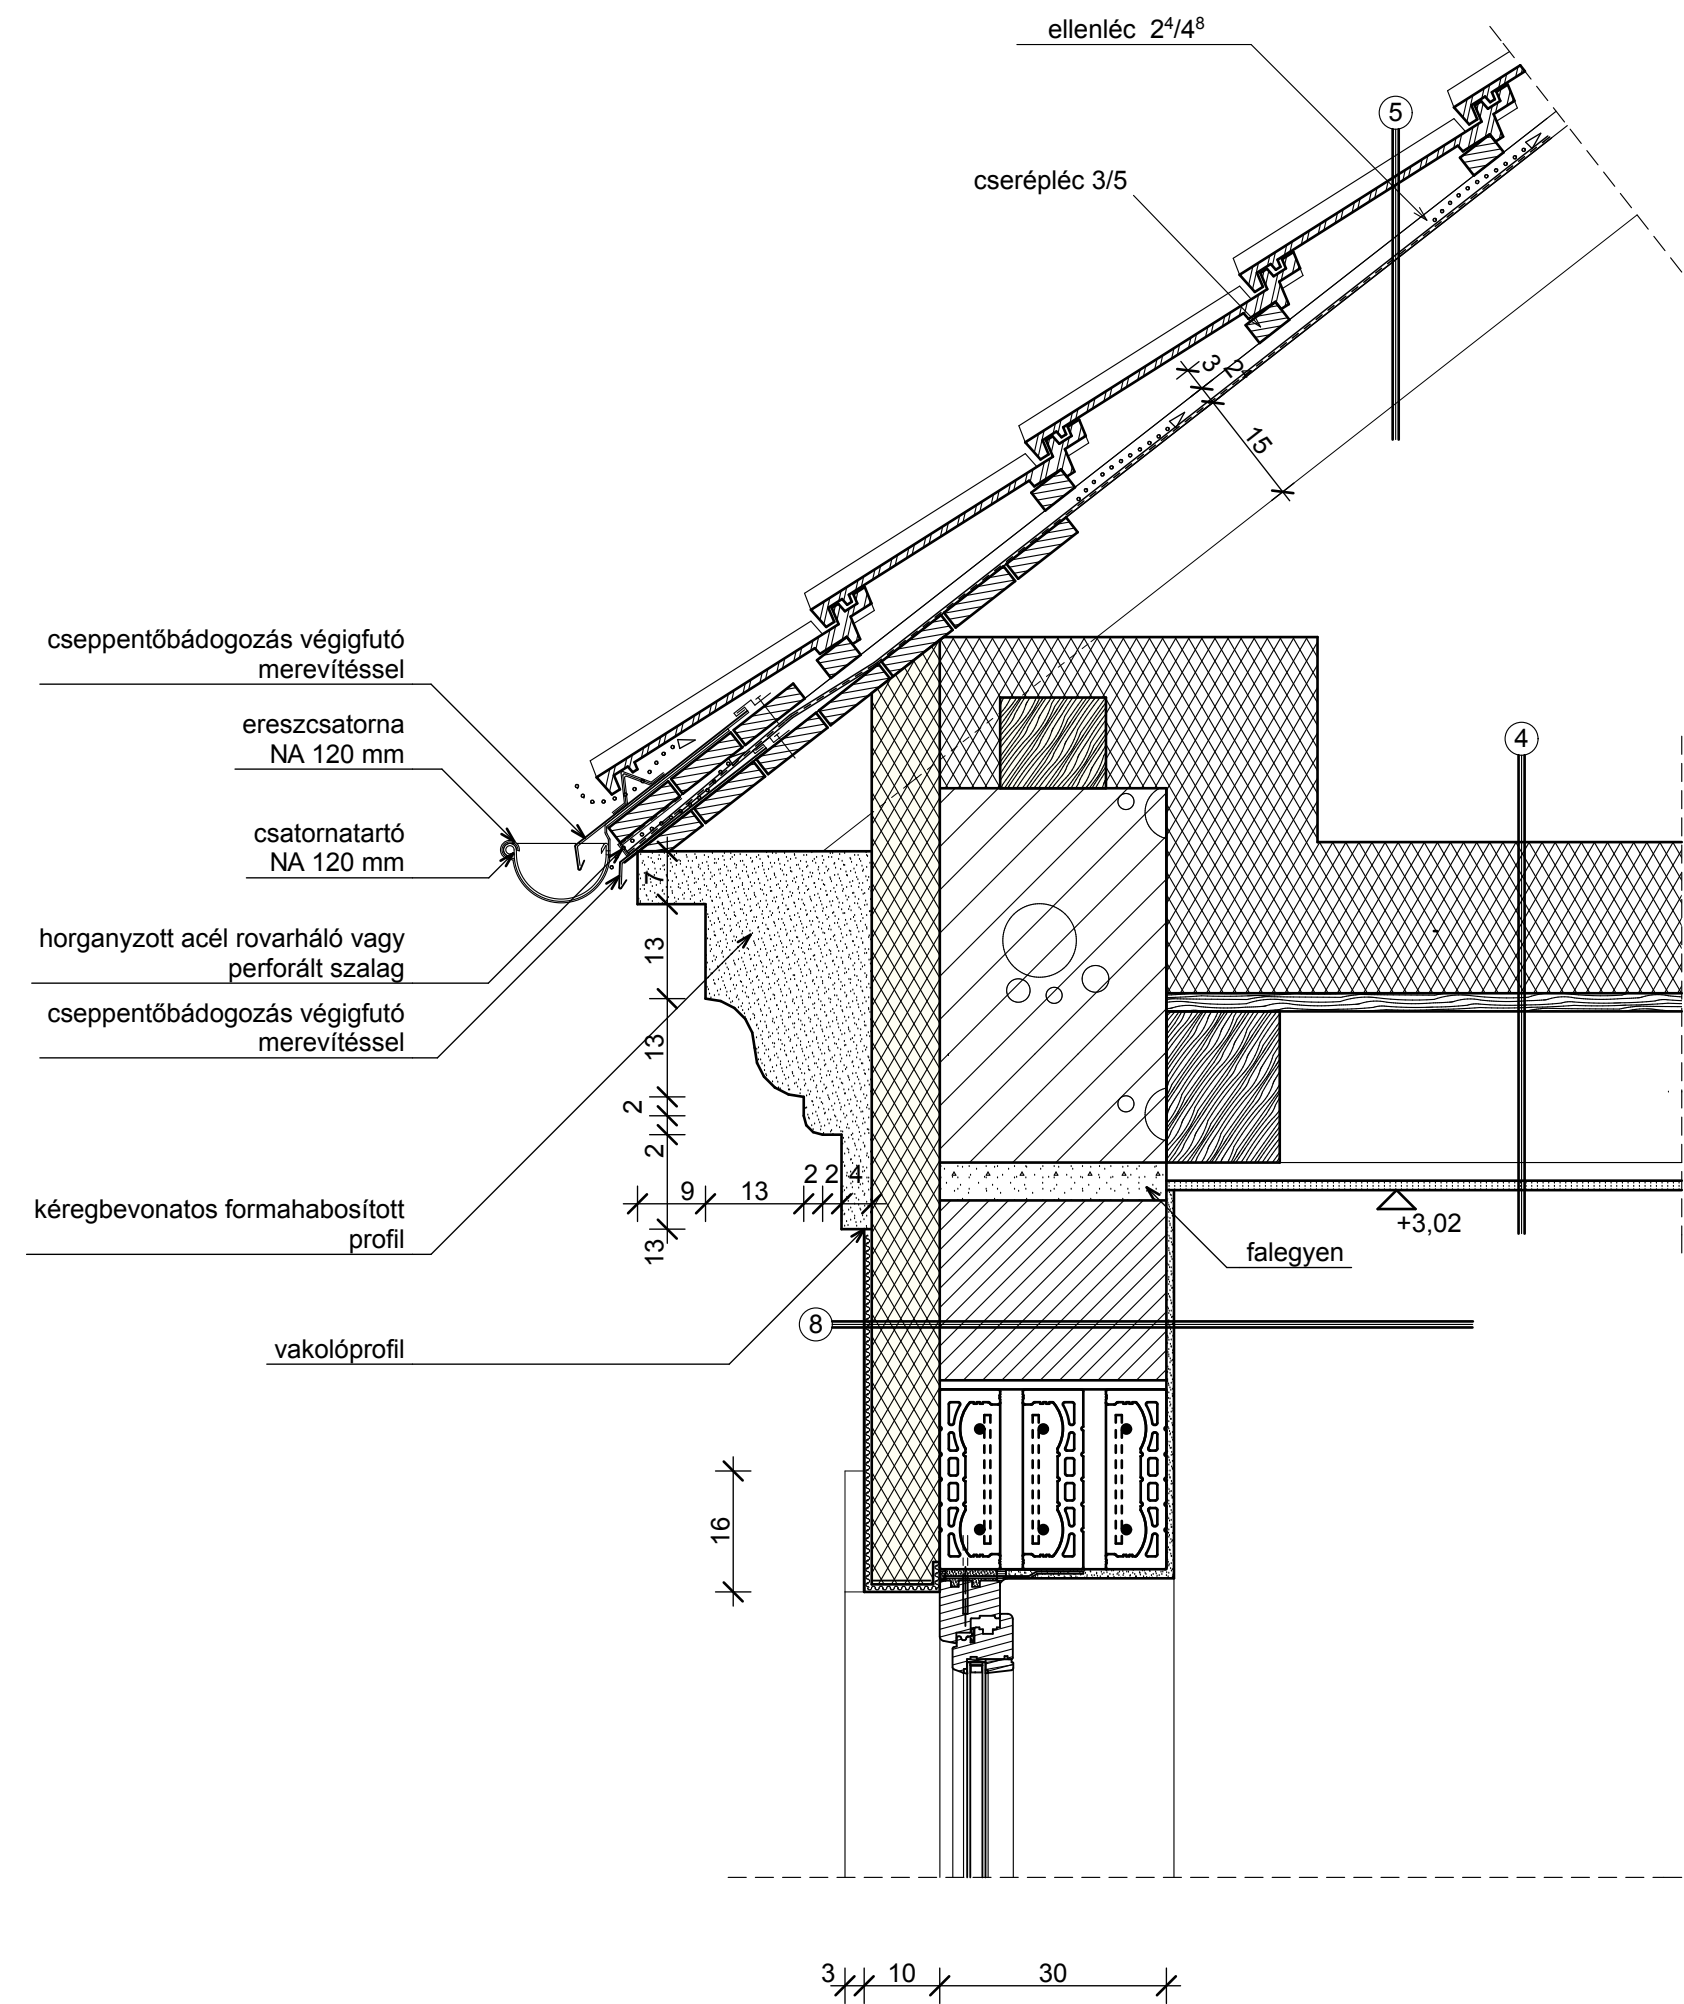 ellenléc 2⁴/4⁸
5
cserépléc 3/5
3
2⁴
15
cseppentőbádogozás végigfutó
merevítéssel
ereszcsatorna
NA 120 mm
4
csatornatartó
NA 120 mm
7
horganyzott acél rovarháló vagy
perforált szalag
13
cseppentőbádogozás végigfutó
merevítéssel
13
2
2
9
13
2
2
4
kéregbevonatos formahabosított
profil
13
+3,02
falegyen
8
vakolóprofil
16
3
10
30